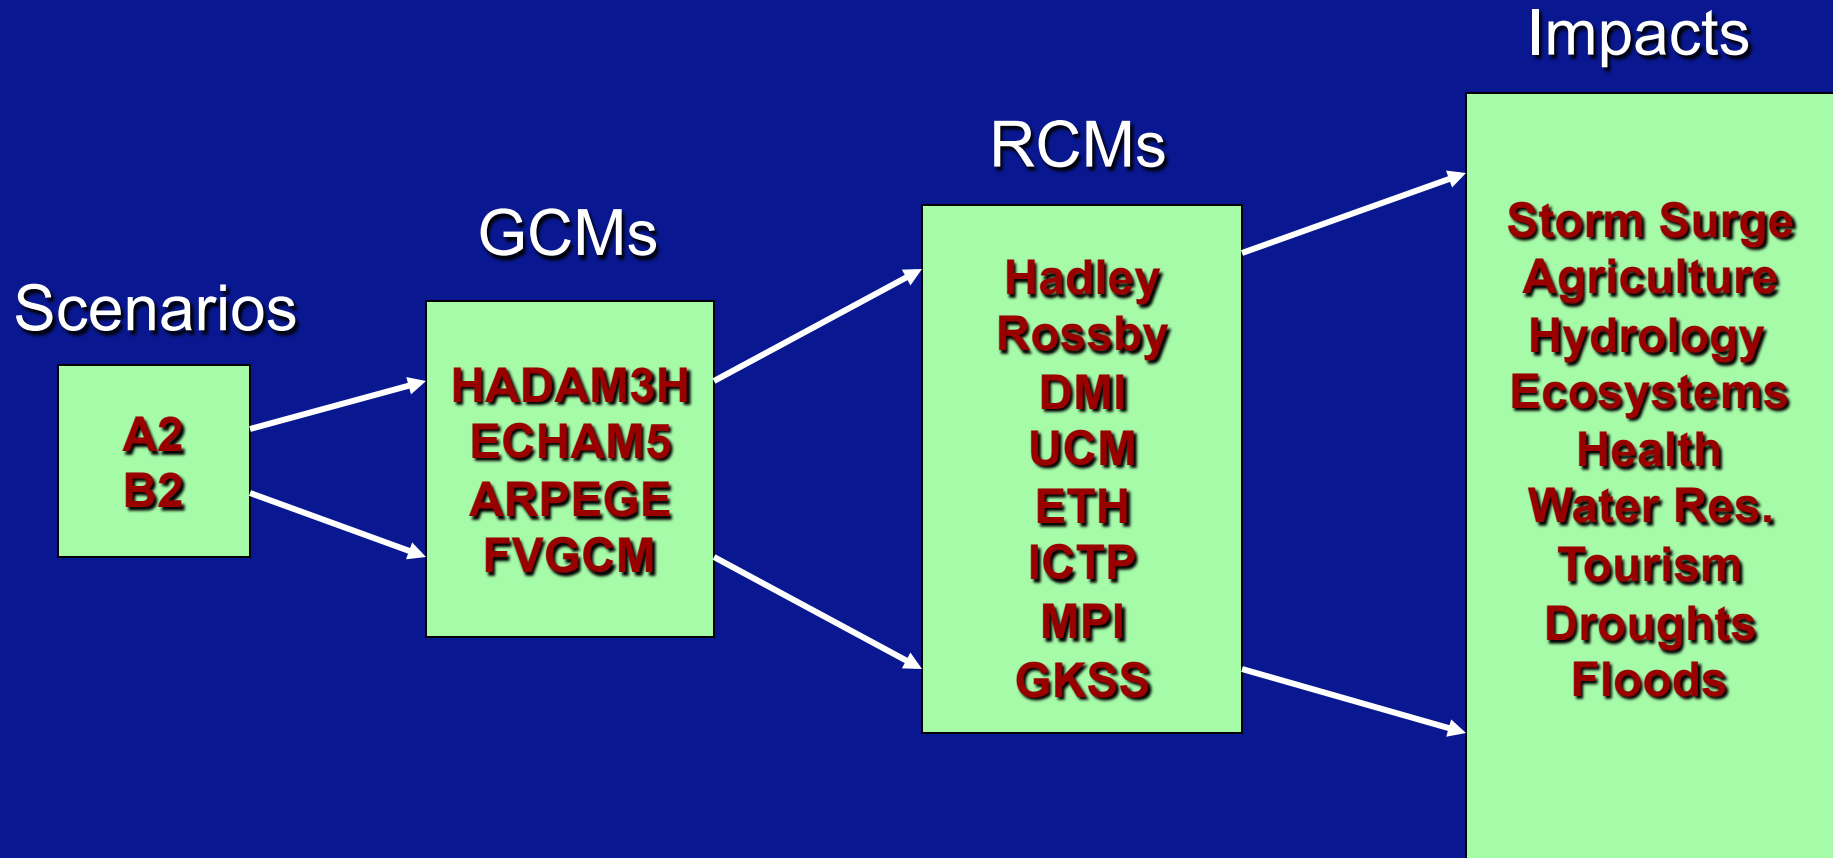 Scenarios
A2
B2
GCMs
HADAM3H
ECHAM5
ARPEGE
FVGCM
RCMs
Hadley
Rossby
DMI
UCM
ETH
ICTP
MPI
GKSS
Impacts
Storm Surge
Agriculture
Hydrology
Ecosystems
Health
Water Res.
Tourism
Droughts
Floods